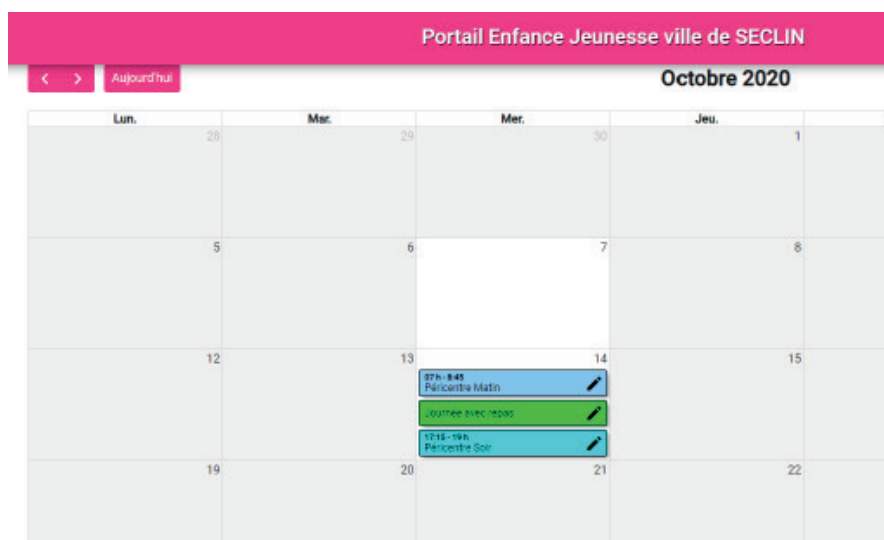 Portail Enfance Jeunesse ville de SECLIN
Aujourd'hui
Octobre 2020
Lun. Mar. Mer. Jeu.
28 29 30 1
5 6 7 8
12 13 14 15
07 h - 8:45
Péricentre Matin
Journée avec repas
17:15 - 19 h
Péricentre Soir
19 20 21 22